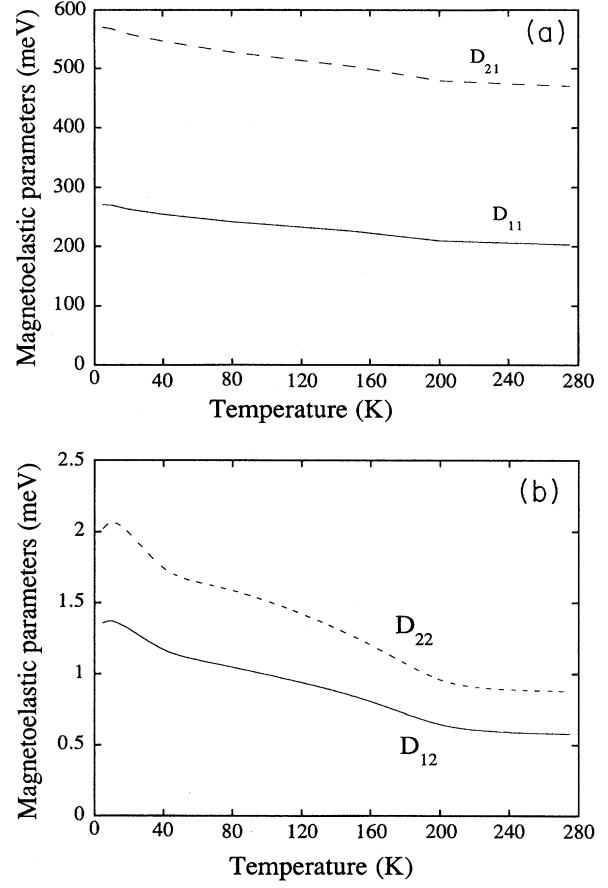 600
(a)
Magnetoelastic parameters (meV)
D21
500
400
300
D11
200
100
0
0 40 80 120 160 200 240 280
Temperature (K)
2.5
(b)
Magnetoelastic parameters (meV)
2
1.5
D22
1
D12
0.5
0
0 40 80 120 160 200 240 280
Temperature (K)